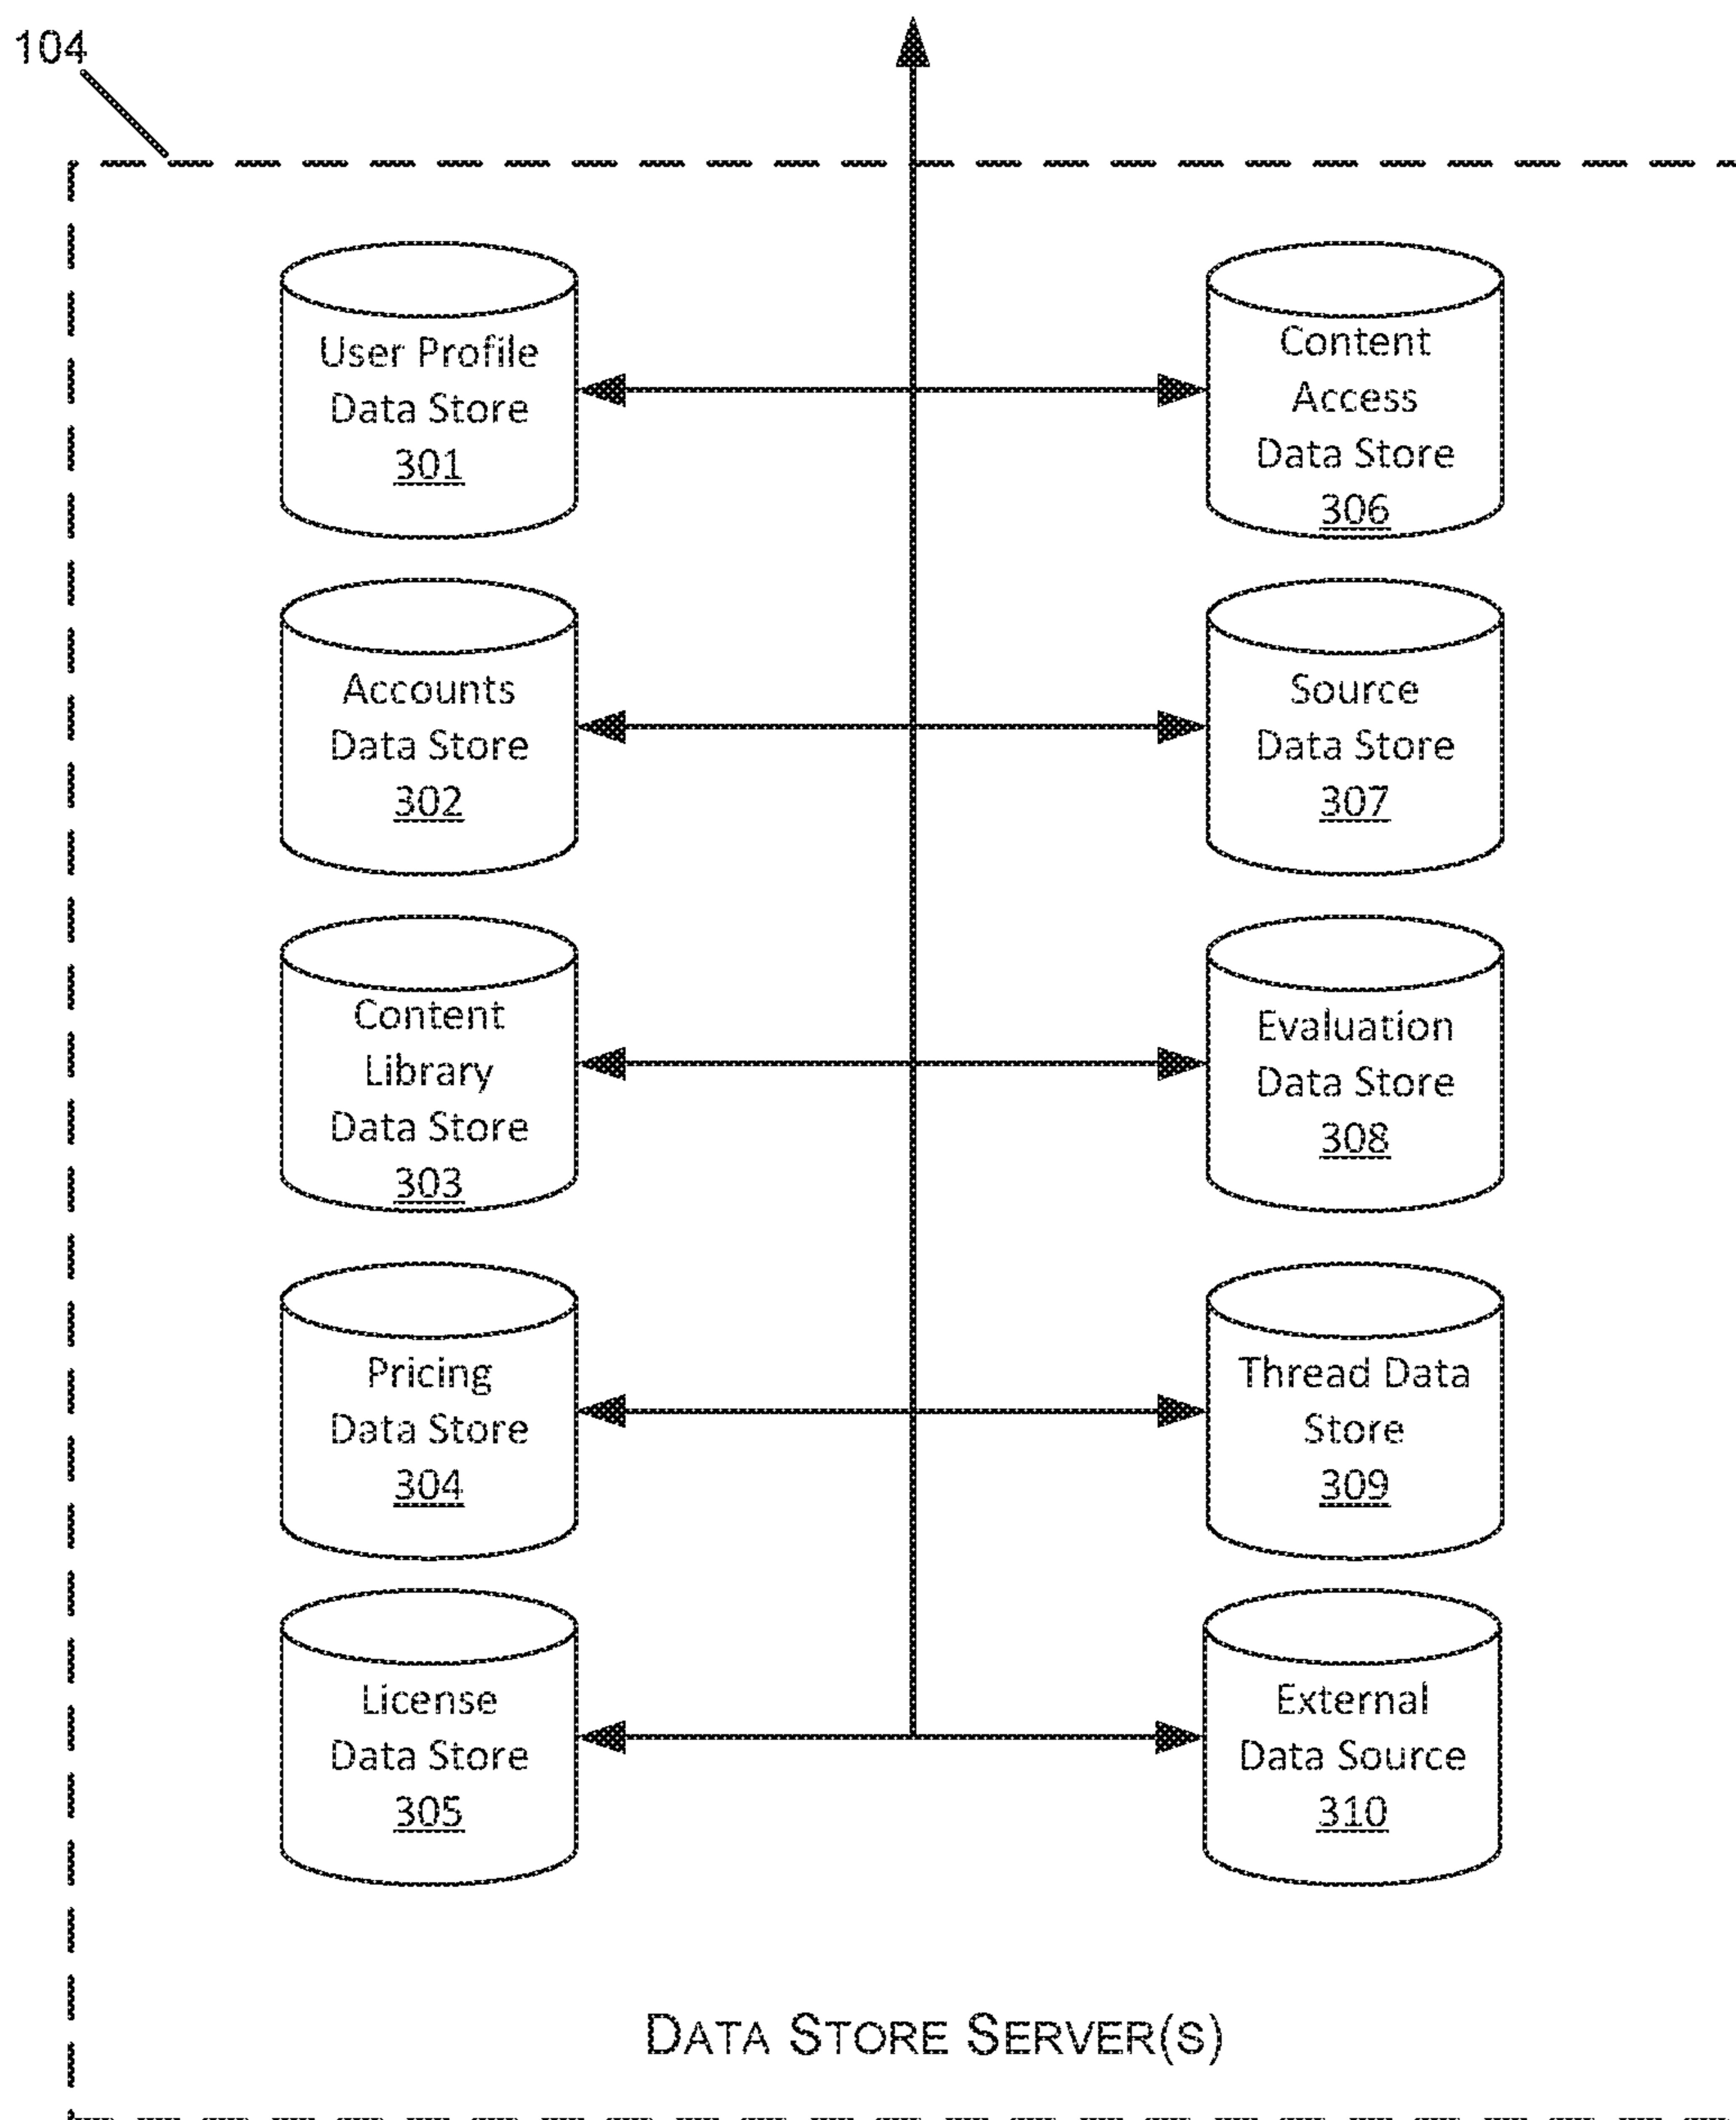 104
User Profile
Data Store
301
Content
Access
Data Store
306
Accounts
Data Store
302
Source
Data Store
307
Content
Library
Data Store
303
Evaluation
Data Store
308
Pricing
Data Store
304
Thread Data
Store
309
License
Data Store
305
External
Data Source
310
DATA STORE SERVER(S)